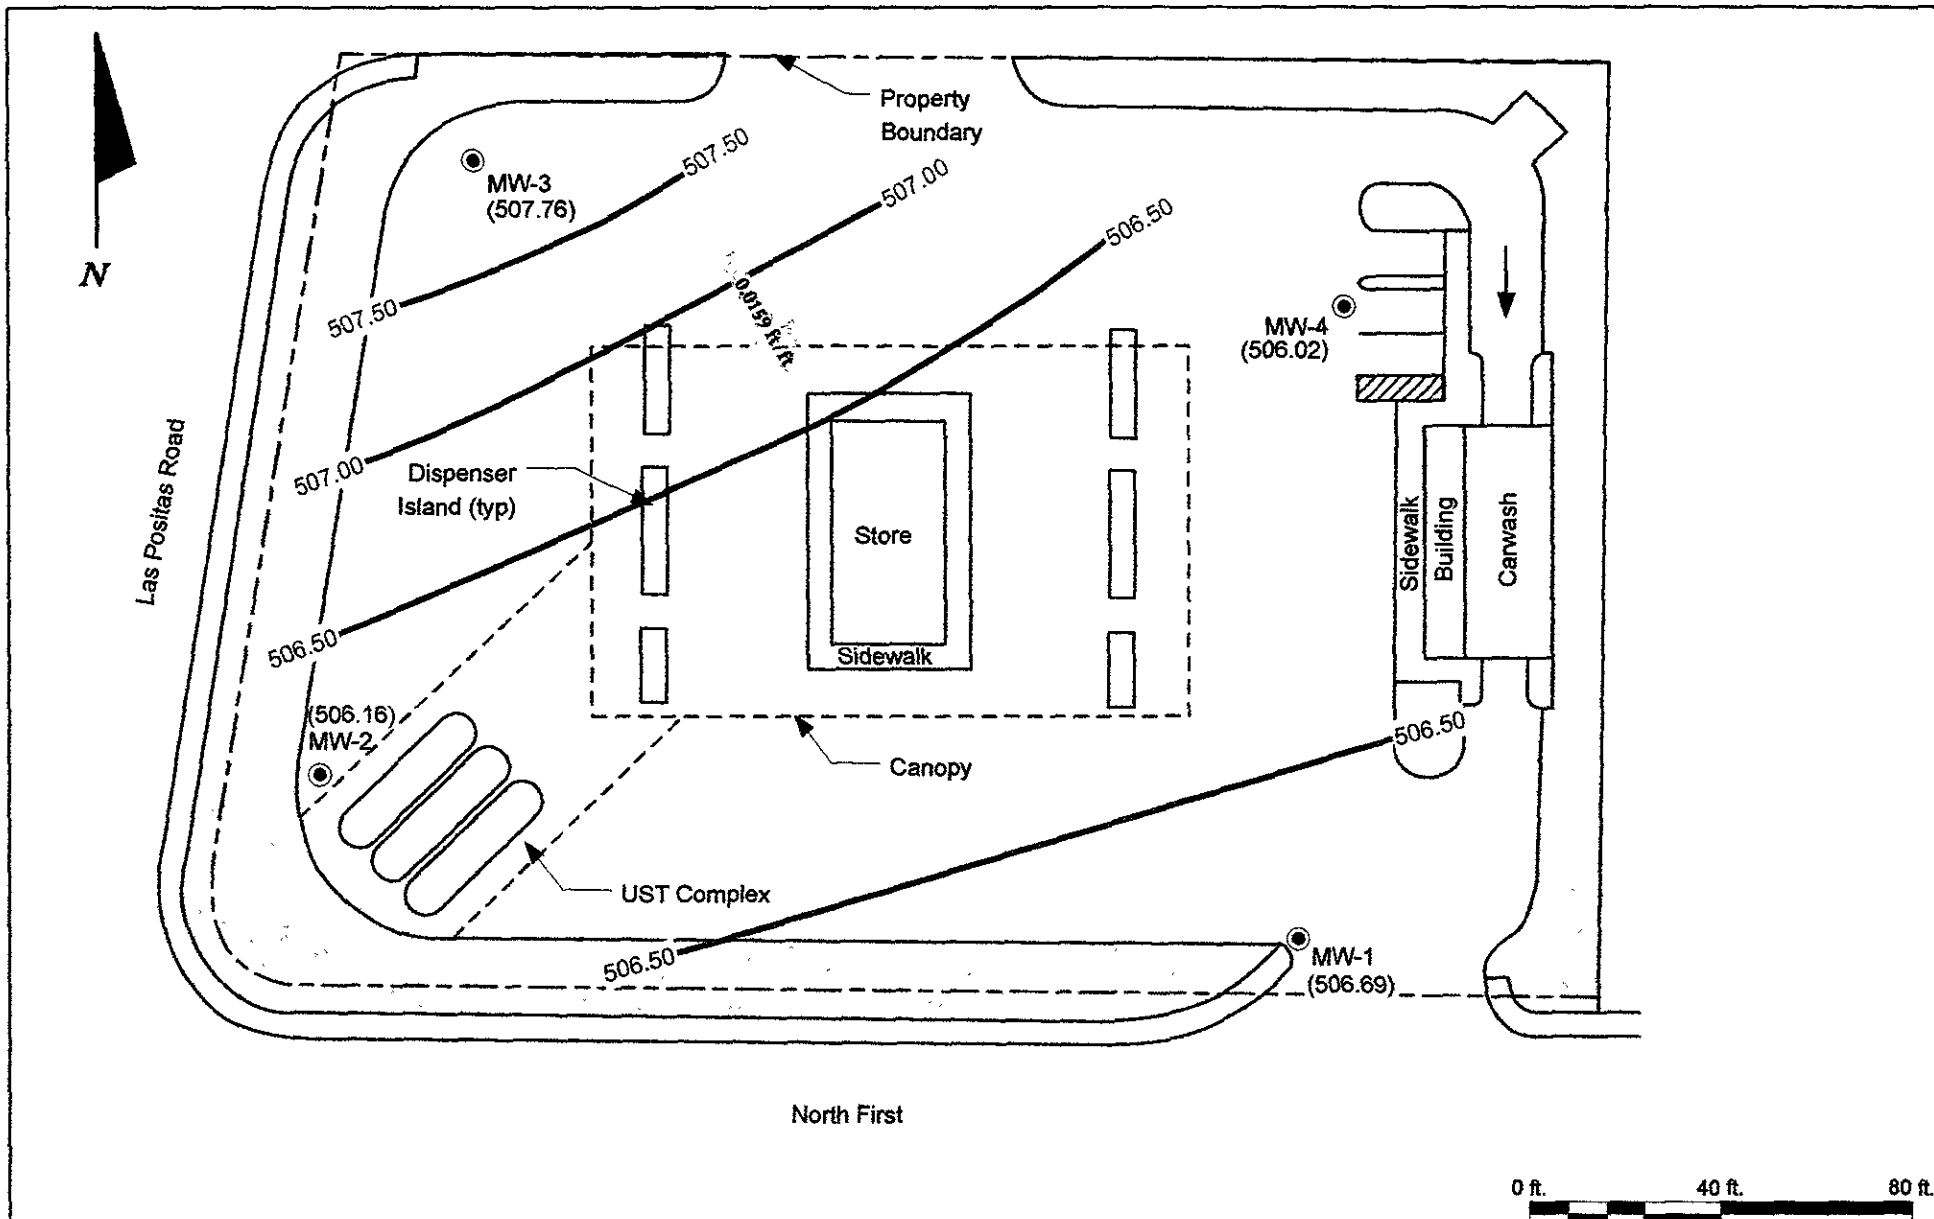 Property
Boundary
507.50
507.00
506.50
MW-3
(507.76)
N
507.50
0.0159 ft/ft
MW-4
(506.02)
Las Positas Road
507.00
Dispenser
Island (typ)
Store
Sidewalk
Building
Carwash
506.50
Sidewalk
(506.16)
MW-2
506.50
Canopy
UST Complex
506.50
MW-1
(506.69)
North First
0 ft.
40 ft.
80 ft.